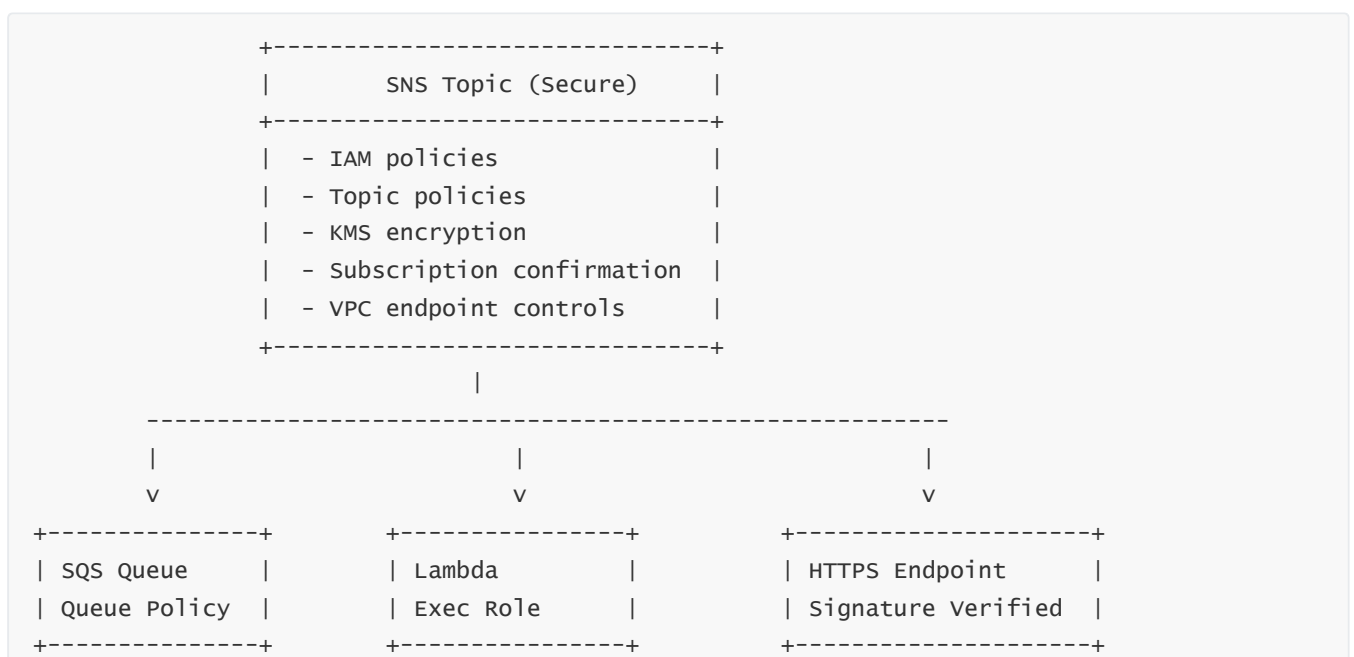 +-------------------------------+
|        SNS Topic (Secure)     |
+-------------------------------+
|  - IAM policies               |
|  - Topic policies             |
|  - KMS encryption             |
|  - Subscription confirmation  |
|  - VPC endpoint controls      |
+-------------------------------+
|
---------------------------------------------------------
| | |
v v v
+---------------+ +----------------+ +---------------------+
| SQS Queue     | | Lambda         | | HTTPS Endpoint      |
| Queue Policy  | | Exec Role      | | Signature Verified  |
+---------------+ +----------------+ +---------------------+